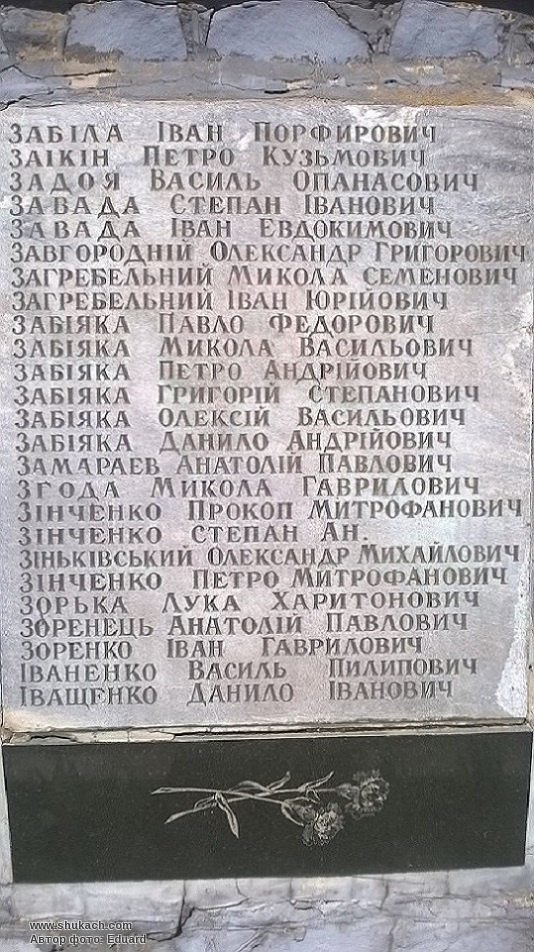 ЗАБІЛА ІВАН ПОРФИРОВИЧ
ЗАІКІН ПЕТРО КУЗЬМОВИЧ
ЗАДОЯ ВАСИЛЬ ОПАНАСОВИЧ
ЗАВАДА СТЕПАН ІВАНОВИЧ
ЗАВАДА ІВАН ЕВДОКИМОВИЧ
ЗАВГОРОДНІЙ ОЛЕКСАНДР ГРИГОРОВИЧ
ЗАГРЕБЕЛЬНИЙ МИКОЛА СЕМЕНОВИЧ
ЗАГРЕБЕЛЬНИЙ ІВАН ЮРІЙОВИЧ
ЗАБІЯКА ПАВЛО ФЕДОРОВИЧ
ЗАБІЯКА МИКОЛА ВАСИЛЬОВИЧ
ЗАБІЯКА ПЕТРО АНДРІЙОВИЧ
ЗАБІЯКА ГРИГОРІЙ СТЕПАНОВИЧ
ЗАБІЯКА ОЛЕКСІЙ ВАСИЛЬОВИЧ
ЗАБІЯКА ДАНИЛО АНДРІЙОВИЧ
ЗАМАРАЕВ АНАТОЛІЙ ПАВЛОВИЧ
ЗГОДА МИКОЛА ГАВРИЛОВИЧ
ЗІНЧЕНКО ПРОКОП МИТРОФАНОВИЧ
ЗІНЧЕНКО СТЕПАН АН.
ЗІНЬКІВСЬКИЙ ОЛЕКСАНДР МИХАЙЛОВИЧ
ЗІНЧЕНКО ПЕТРО МИТРОФАНОВИЧ
ЗОРЬКА ЛУКА ХАРИТОНОВИЧ
ЗОРЕНЕЦЬ АНАТОЛІЙ ПАВЛОВИЧ
ЗОРЕНКО ІВАН ГАВРИЛОВИЧ
ІВАНЕНКО ВАСИЛЬ ПИЛИПОВИЧ
ІВАЩЕНКО ДАНИЛО ІВАНОВИЧ
www.shukach.com
Автор фото: Eduard